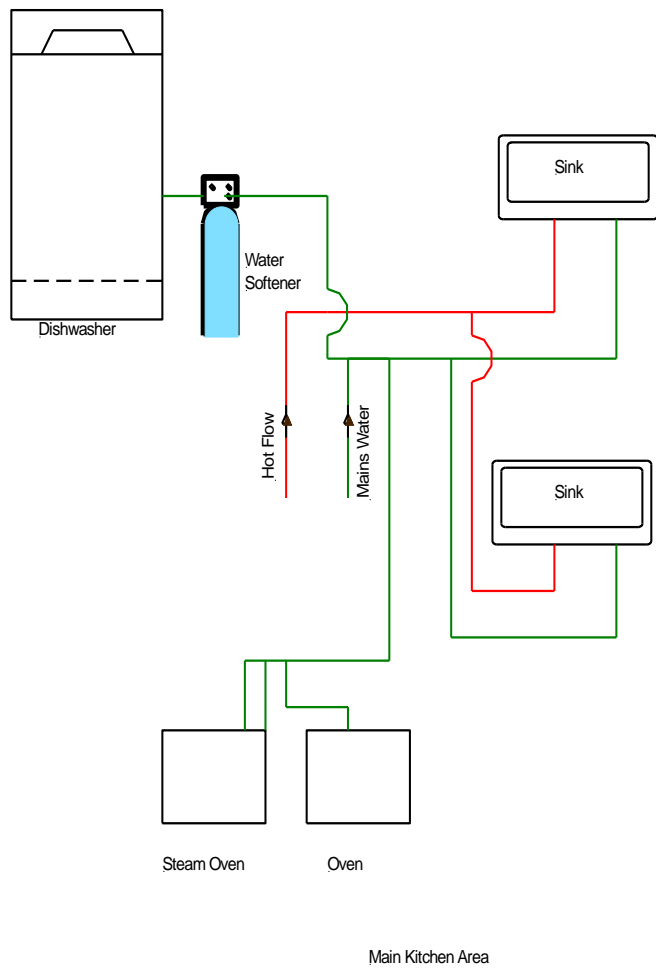 Sink
Water
Softener
Dishwasher
Hot Flow
Mains Water
Sink
Steam Oven
Oven
Main Kitchen Area